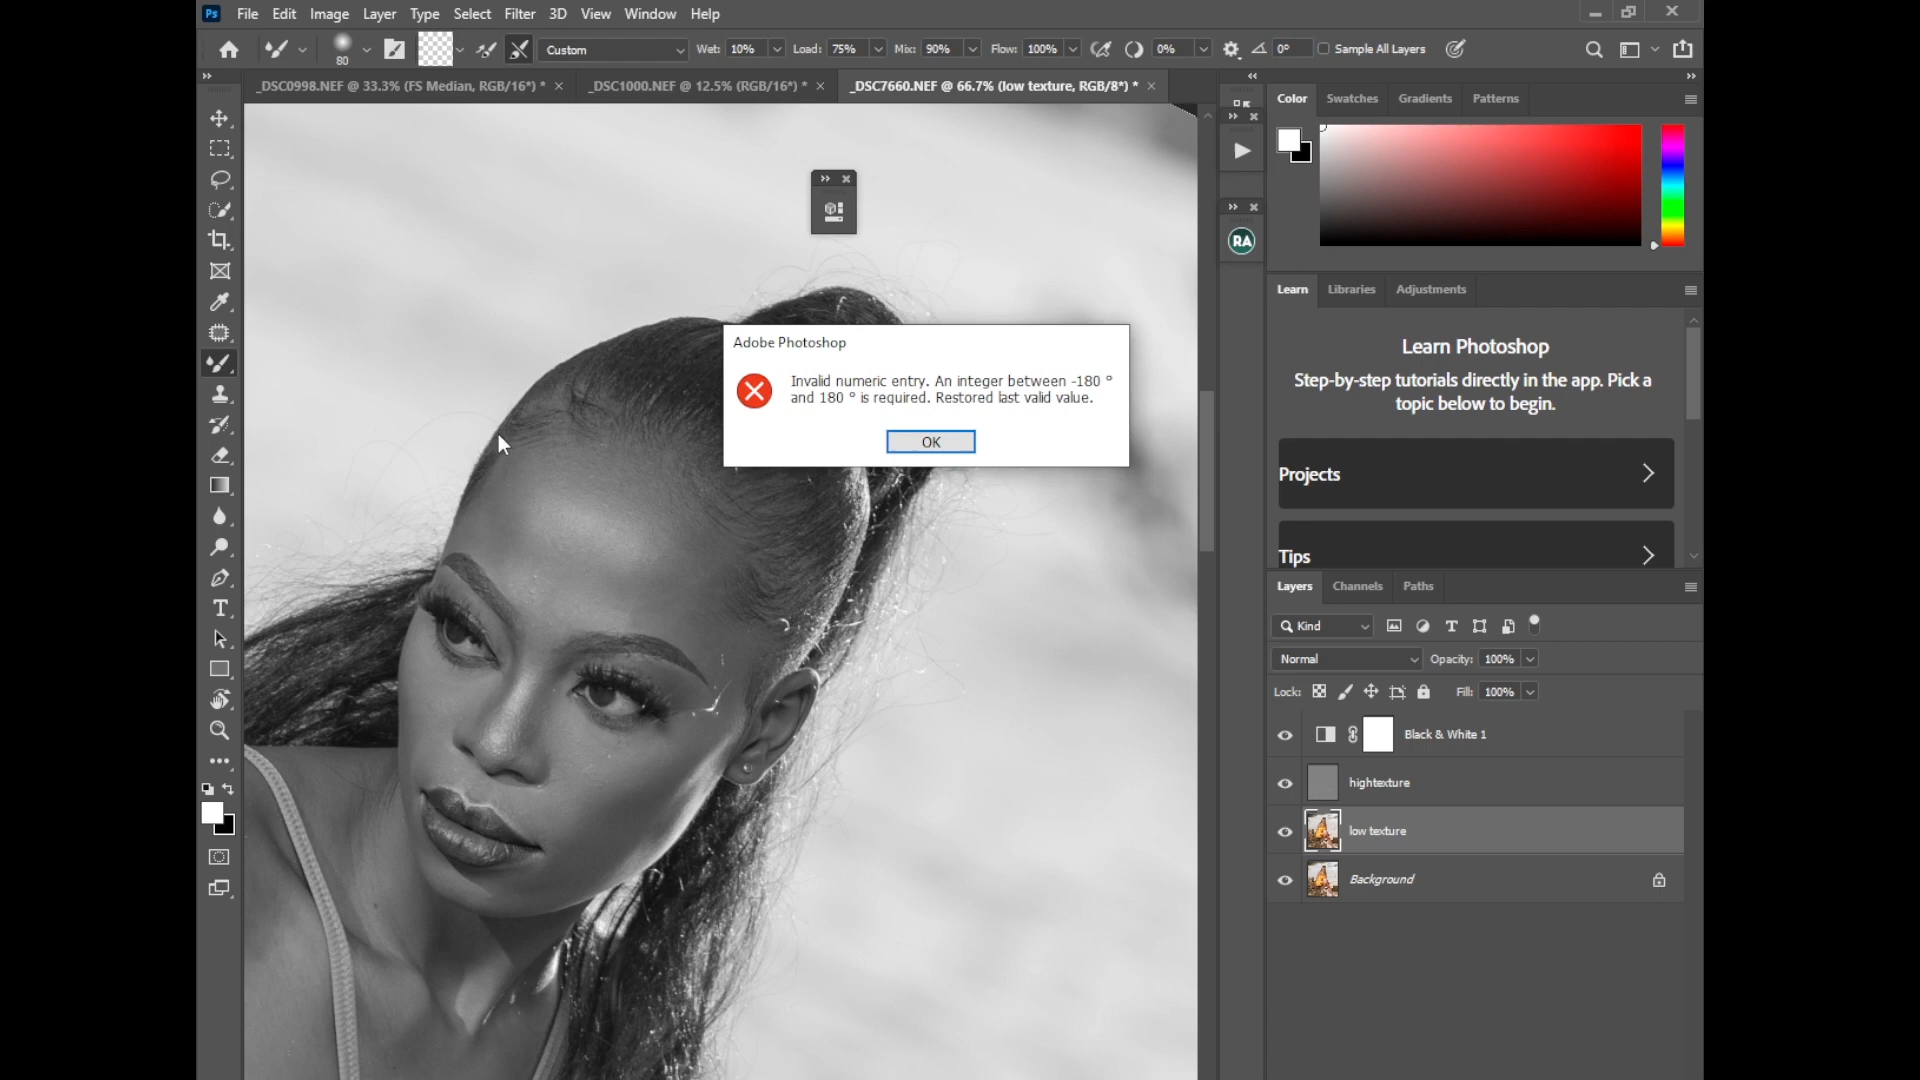 Ps File Edit Image Layer Type Select Filter 3D View Window Help
80 Custom Wet: 10% Load: 75% Mix: 90% Flow: 100% 0% 0° Sample All Layers
_DSC0998.NEF @ 33.3% (FS Median, RGB/16*) * _DSC1000.NEF @ 12.5% (RGB/16*) * _DSC7660.NEF @ 66.7% (low texture, RGB/8*) *
Color Swatches Gradients Patterns
RA
Learn Libraries Adjustments
Learn Photoshop
Step-by-step tutorials directly in the app. Pick a
topic below to begin.
Projects
Tips
Adobe Photoshop
Invalid numeric entry. An integer between -180 °
and 180 ° is required. Restored last valid value.
OK
Layers Channels Paths
Kind
Normal Opacity: 100%
Lock: Fill: 100%
Black & White 1
hightexture
low texture
Background